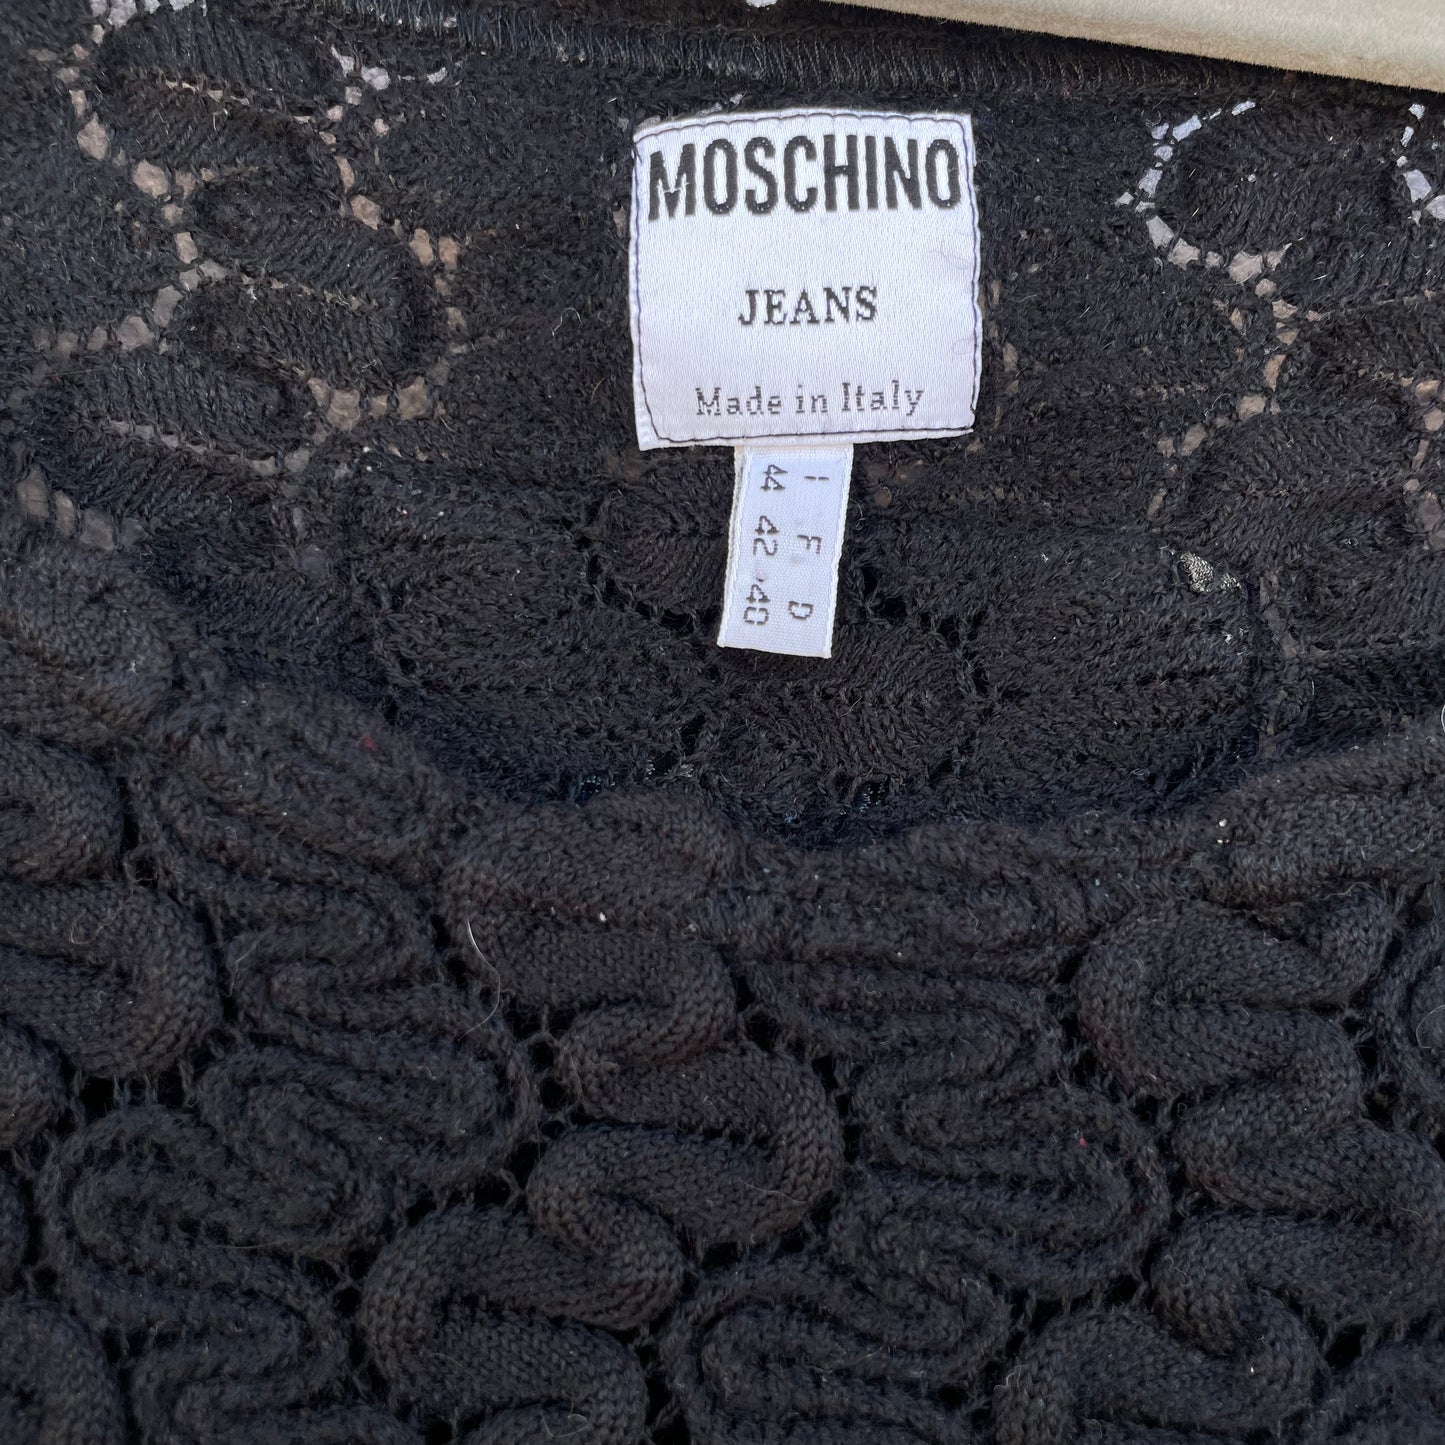 MOSCHINO
JEANS
Made in Italy
I F D
44 42 40